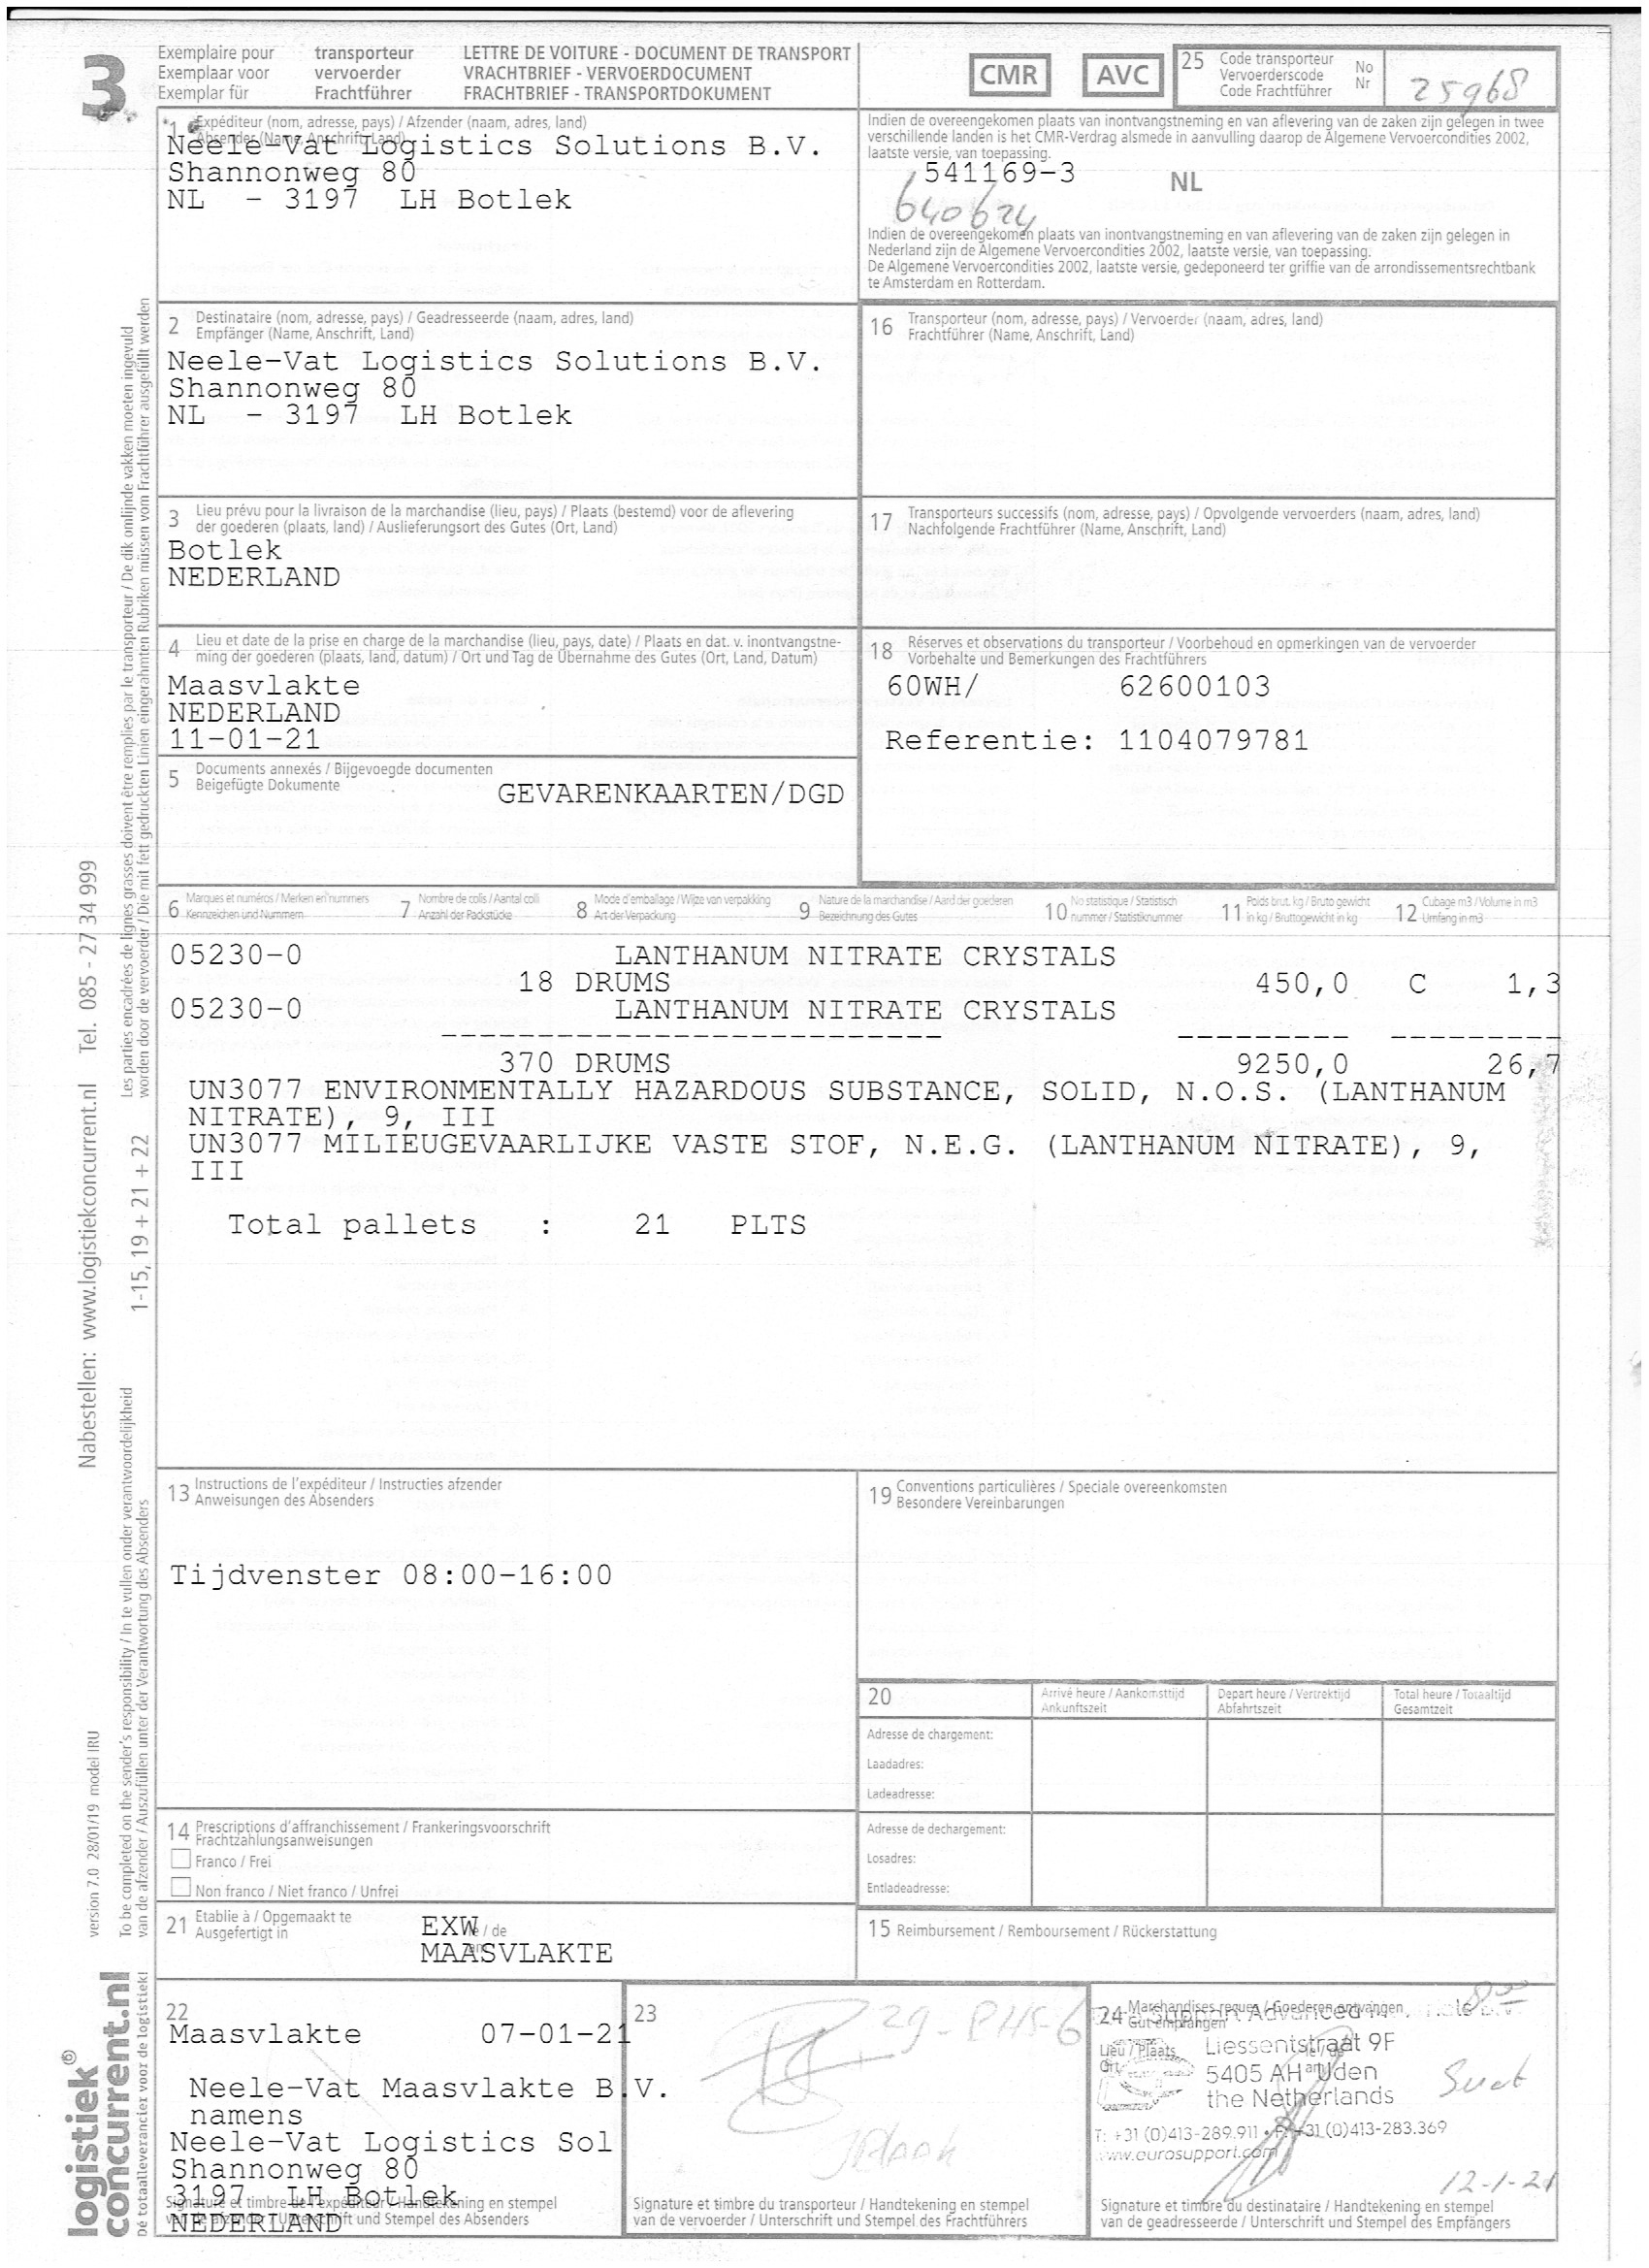 3
Exemplaire pour transporteur LETTRE DE VOITURE - DOCUMENT DE TRANSPORT
Exemplaar voor vervoerder VRACHTBRIEF - VERVOERDOCUMENT
Exemplar für Frachtführer FRACHTBRIEF - TRANSPORTDOKUMENT
CMR AVC
25 Code transporteur No
Vervoerderscode Nr
Code Frachtführer
25968
1 Expéditeur (nom, adresse, pays) / Afzender (naam, adres, land)
Absender (Name, Anschrift, Land)
Neele-Vat Logistics Solutions B.V.
Shannonweg 80
NL - 3197 LH Botlek
Indien de overeengekomen plaats van inontvangstneming en van aflevering van de zaken zijn gelegen in twee
verschillende landen is het CMR-Verdrag alsmede in aanvulling daarop de Algemene Vervoercondities 2002,
laatste versie, van toepassing.
541169-3 NL
640624
Indien de overeengekomen plaats van inontvangstneming en van aflevering van de zaken zijn gelegen in
Nederland zijn de Algemene Vervoercondities 2002, laatste versie, van toepassing.
De Algemene Vervoercondities 2002, laatste versie, gedeponeerd ter griffie van de arrondissementsrechtbank
te Amsterdam en Rotterdam.
2 Destinataire (nom, adresse, pays) / Geadresseerde (naam, adres, land)
Empfänger (Name, Anschrift, Land)
Neele-Vat Logistics Solutions B.V.
Shannonweg 80
NL - 3197 LH Botlek
16 Transporteur (nom, adresse, pays) / Vervoerder (naam, adres, land)
Frachtführer (Name, Anschrift, Land)
3 Lieu prévu pour la livraison de la marchandise (lieu, pays) / Plaats (bestemd) voor de aflevering
der goederen (plaats, land) / Auslieferungsort des Gutes (Ort, Land)
Botlek
NEDERLAND
17 Transporteurs successifs (nom, adresse, pays) / Opvolgende vervoerders (naam, adres, land)
Nachfolgende Frachtführer (Name, Anschrift, Land)
4 Lieu et date de la prise en charge de la marchandise (lieu, pays, date) / Plaats en dat. v. inontvangstne-
ming der goederen (plaats, land, datum) / Ort und Tag de Übernahme des Gutes (Ort, Land, Datum)
Maasvlakte
NEDERLAND
11-01-21
18 Réserves et observations du transporteur / Voorbehoud en opmerkingen van de vervoerder
Vorbehalte und Bemerkungen des Frachtführers
60WH/ 62600103
Referentie: 1104079781
5 Documents annexés / Bijgevoegde documenten
Beigefügte Dokumente
GEVARENKAARTEN/DGD
6 Marques et numéros / Merken en nummers
Kennzeichen und Nummern
7 Nombre de colis / Aantal colli
Anzahl der Packstücke
8 Mode d'emballage / Wijze van verpakking
Art der Verpackung
9 Nature de la marchandise / Aard der goederen
Bezeichnung des Gutes
10 No statistique / Statistisch
nummer / Statistiknummer
11 Poids brut, kg / Bruto gewicht
in kg / Bruttogewicht in kg
12 Cubage m3 / Volume in m3
Umfang in m3
05230-0 LANTHANUM NITRATE CRYSTALS
18 DRUMS 450,0 C 1,3
05230-0 LANTHANUM NITRATE CRYSTALS
370 DRUMS 9250,0 26,7
UN3077 ENVIRONMENTALLY HAZARDOUS SUBSTANCE, SOLID, N.O.S. (LANTHANUM
NITRATE), 9, III
UN3077 MILIEUGEVAARLIJKE VASTE STOF, N.E.G. (LANTHANUM NITRATE), 9,
III
Total pallets : 21 PLTS
13 Instructions de l'expéditeur / Instructies afzender
Anweisungen des Absenders
Tijdvenster 08:00-16:00
19 Conventions particulières / Speciale overeenkomsten
Besondere Vereinbarungen
20 Arrivé heure / Aankomsttijd Depart heure / Vertrektijd Total heure / Totaaltijd
Ankunftszeit Abfahrtszeit Gesamtzeit
Adresse de chargement:
Laadadres:
Ladeadresse:
Adresse de dechargement:
Losadres:
Entladeadresse:
14 Prescriptions d'affranchissement / Frankeringsvoorschrift
Frachtzahlungsanweisungen
Franco / Frei
Non franco / Niet franco / Unfrei
21 Etablie à / Opgemaakt te
Ausgefertigt in
EXW / de
MAASVLAKTE
15 Reimbursement / Remboursement / Rückerstattung
22
Maasvlakte 07-01-21
Neele-Vat Maasvlakte B.V.
namens
Neele-Vat Logistics Sol
Shannonweg 80
3197 LH Botlek
NEDERLAND
Signature et timbre de l'expéditeur / Handtekening en stempel
van de afzender / Unterschrift und Stempel des Absenders
23
29-BHS-6
Signature et timbre du transporteur / Handtekening en stempel
van de vervoerder / Unterschrift und Stempel des Frachtführers
24 Marchandises reçues / Goederen ontvangen
Gut empfangen
Lieu / Plaats
Ort
Liessentstraat 9F
5405 AH Uden
the Netherlands
T: +31 (0)413-289.911 • F: +31 (0)413-283.369
www.eurosupport.com
12-1-21
Signature et timbre du destinataire / Handtekening en stempel
van de geadresseerde / Unterschrift und Stempel des Empfängers
Les parties encadrées de lignes grasses doivent être remplies par le transporteur / De dik omlijnde vakken moeten ingevuld
worden door de vervoerder / Die mit fett gedruckten Linien eingerahmten Rubriken müssen vom Frachtführer ausgefüllt werden
Nabestellen: www.logistiekconcurrent.nl Tel. 085 - 27 34 999
1-15, 19 + 21 + 22
To be completed on the sender's responsibility / In te vullen onder verantwoordelijkheid
van de afzender / Auszufüllen unter der Verantwortung des Absenders
version 7.0 28/01/19 model IRU
logistiek®
concurrent.nl
Dé totaalleverancier voor de logistiek!